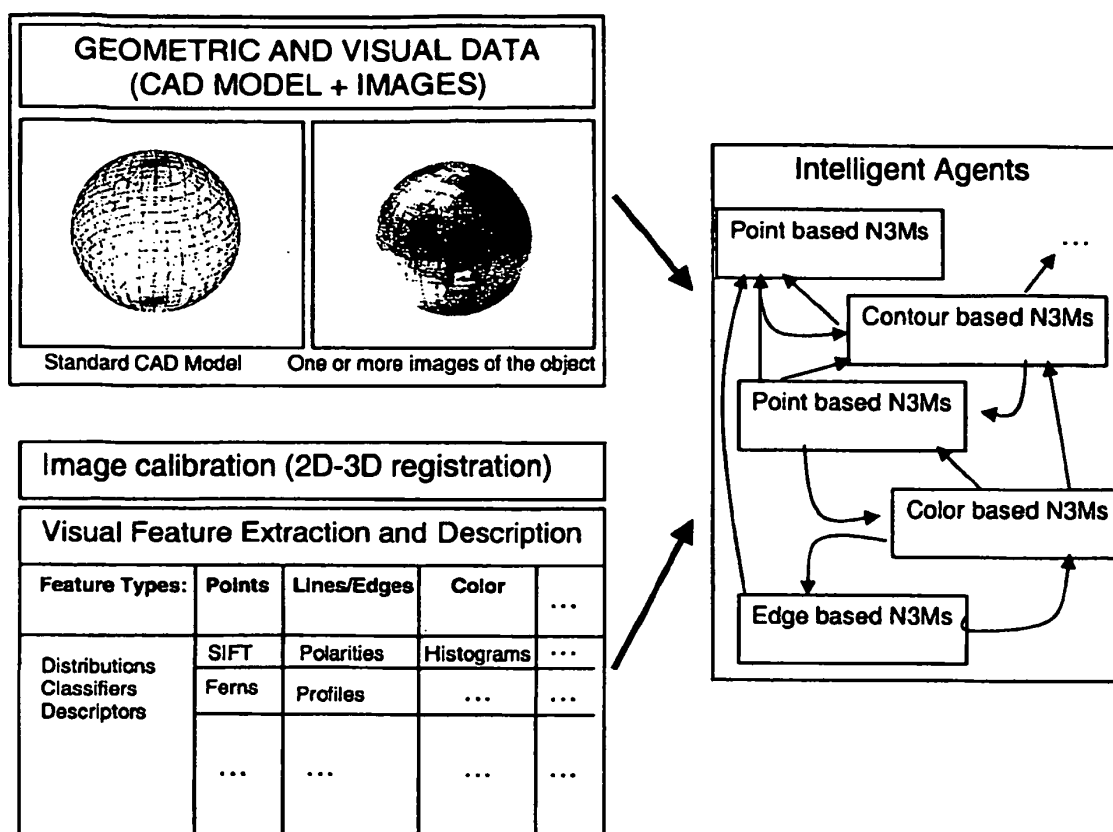 GEOMETRIC AND VISUAL DATA
(CAD MODEL + IMAGES)
Standard CAD Model
One or more images of the object
Image calibration (2D-3D registration)
Visual Feature Extraction and Description
Feature Types: Points Lines/Edges Color ...
Distributions
Classifiers
Descriptors
SIFT Polarities Histograms ...
Ferns Profiles ... ...
... ... ... ...
Intelligent Agents
Point based N3Ms
...
Contour based N3Ms
Point based N3Ms
Color based N3Ms
Edge based N3Ms